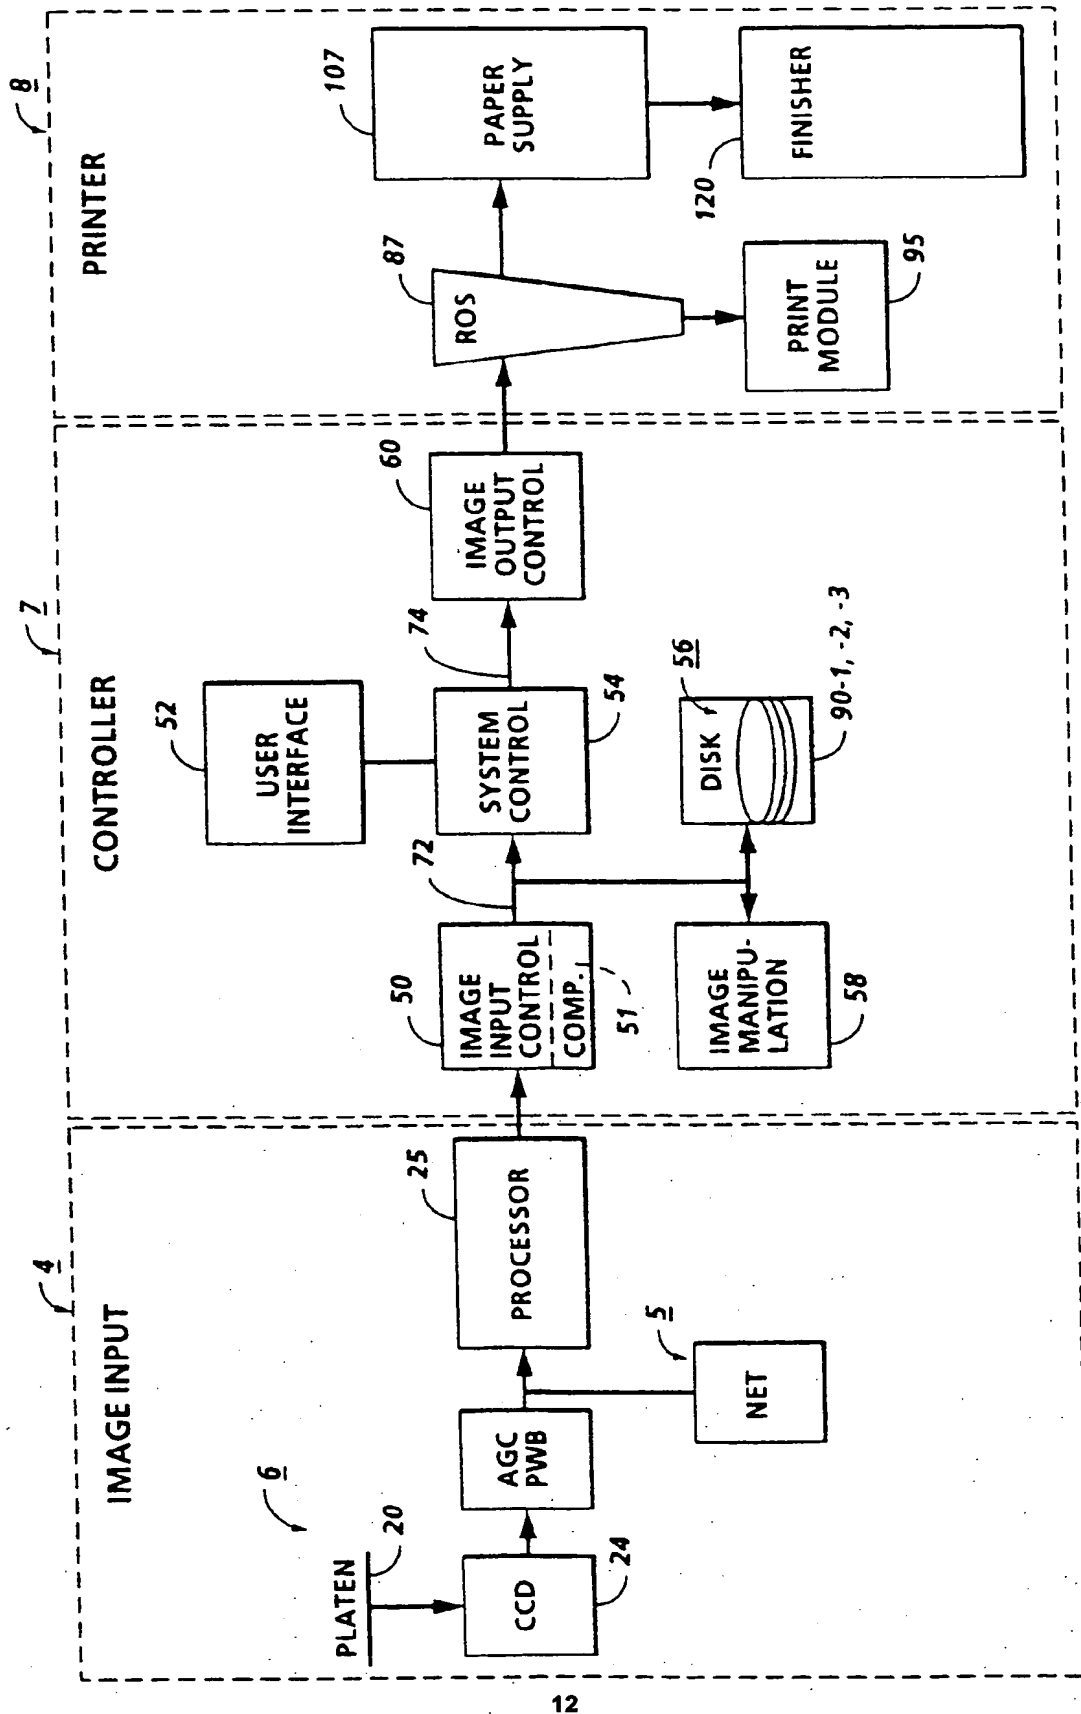 IMAGE INPUT
4
6
PLATEN
20
CCD
24
AGC
PWB
NET
5
PROCESSOR
25
CONTROLLER
7
50
IMAGE
INPUT
CONTROL
COMP.
51
72
USER
INTERFACE
52
SYSTEM
CONTROL
54
74
IMAGE
OUTPUT
CONTROL
60
IMAGE
MANIPU-
LATION
58
DISK
56
90-1, -2, -3
PRINTER
8
ROS
87
PRINT
MODULE
95
PAPER
SUPPLY
107
FINISHER
120
12